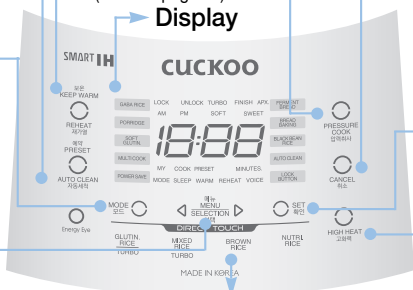 Display
SMART IH
CUCKOO
보온
KEEP WARM
REHEAT
재가열
예약
PRESET
AUTO CLEAN
자동세척
Energy Eye
GABA RICE
PORRIDGE
SOFT
GLUTIN.
MULTI-COOK
POWER SAVE
LOCK UNLOCK TURBO FINISH APX.
AM PM SOFT SWEET
18:88
MY COOK PRESET MINUTES
MODE SLEEP WARM REHEAT VOICE
FERMENT
BREAD
BREAD
BAKING
BLACK BEAN
RICE
AUTO CLEAN
LOCK
BUTTON
PRESSURE
COOK
압력취사
CANCEL
취소
MODE
모드
메뉴
MENU
SELECTION
SET
확인
HIGH HEAT
고화력
DIRECT TOUCH
GLUTIN.
RICE
TURBO
MIXED
RICE
TURBO
BROWN
RICE
NUTRI.
RICE
MADE IN KOREA